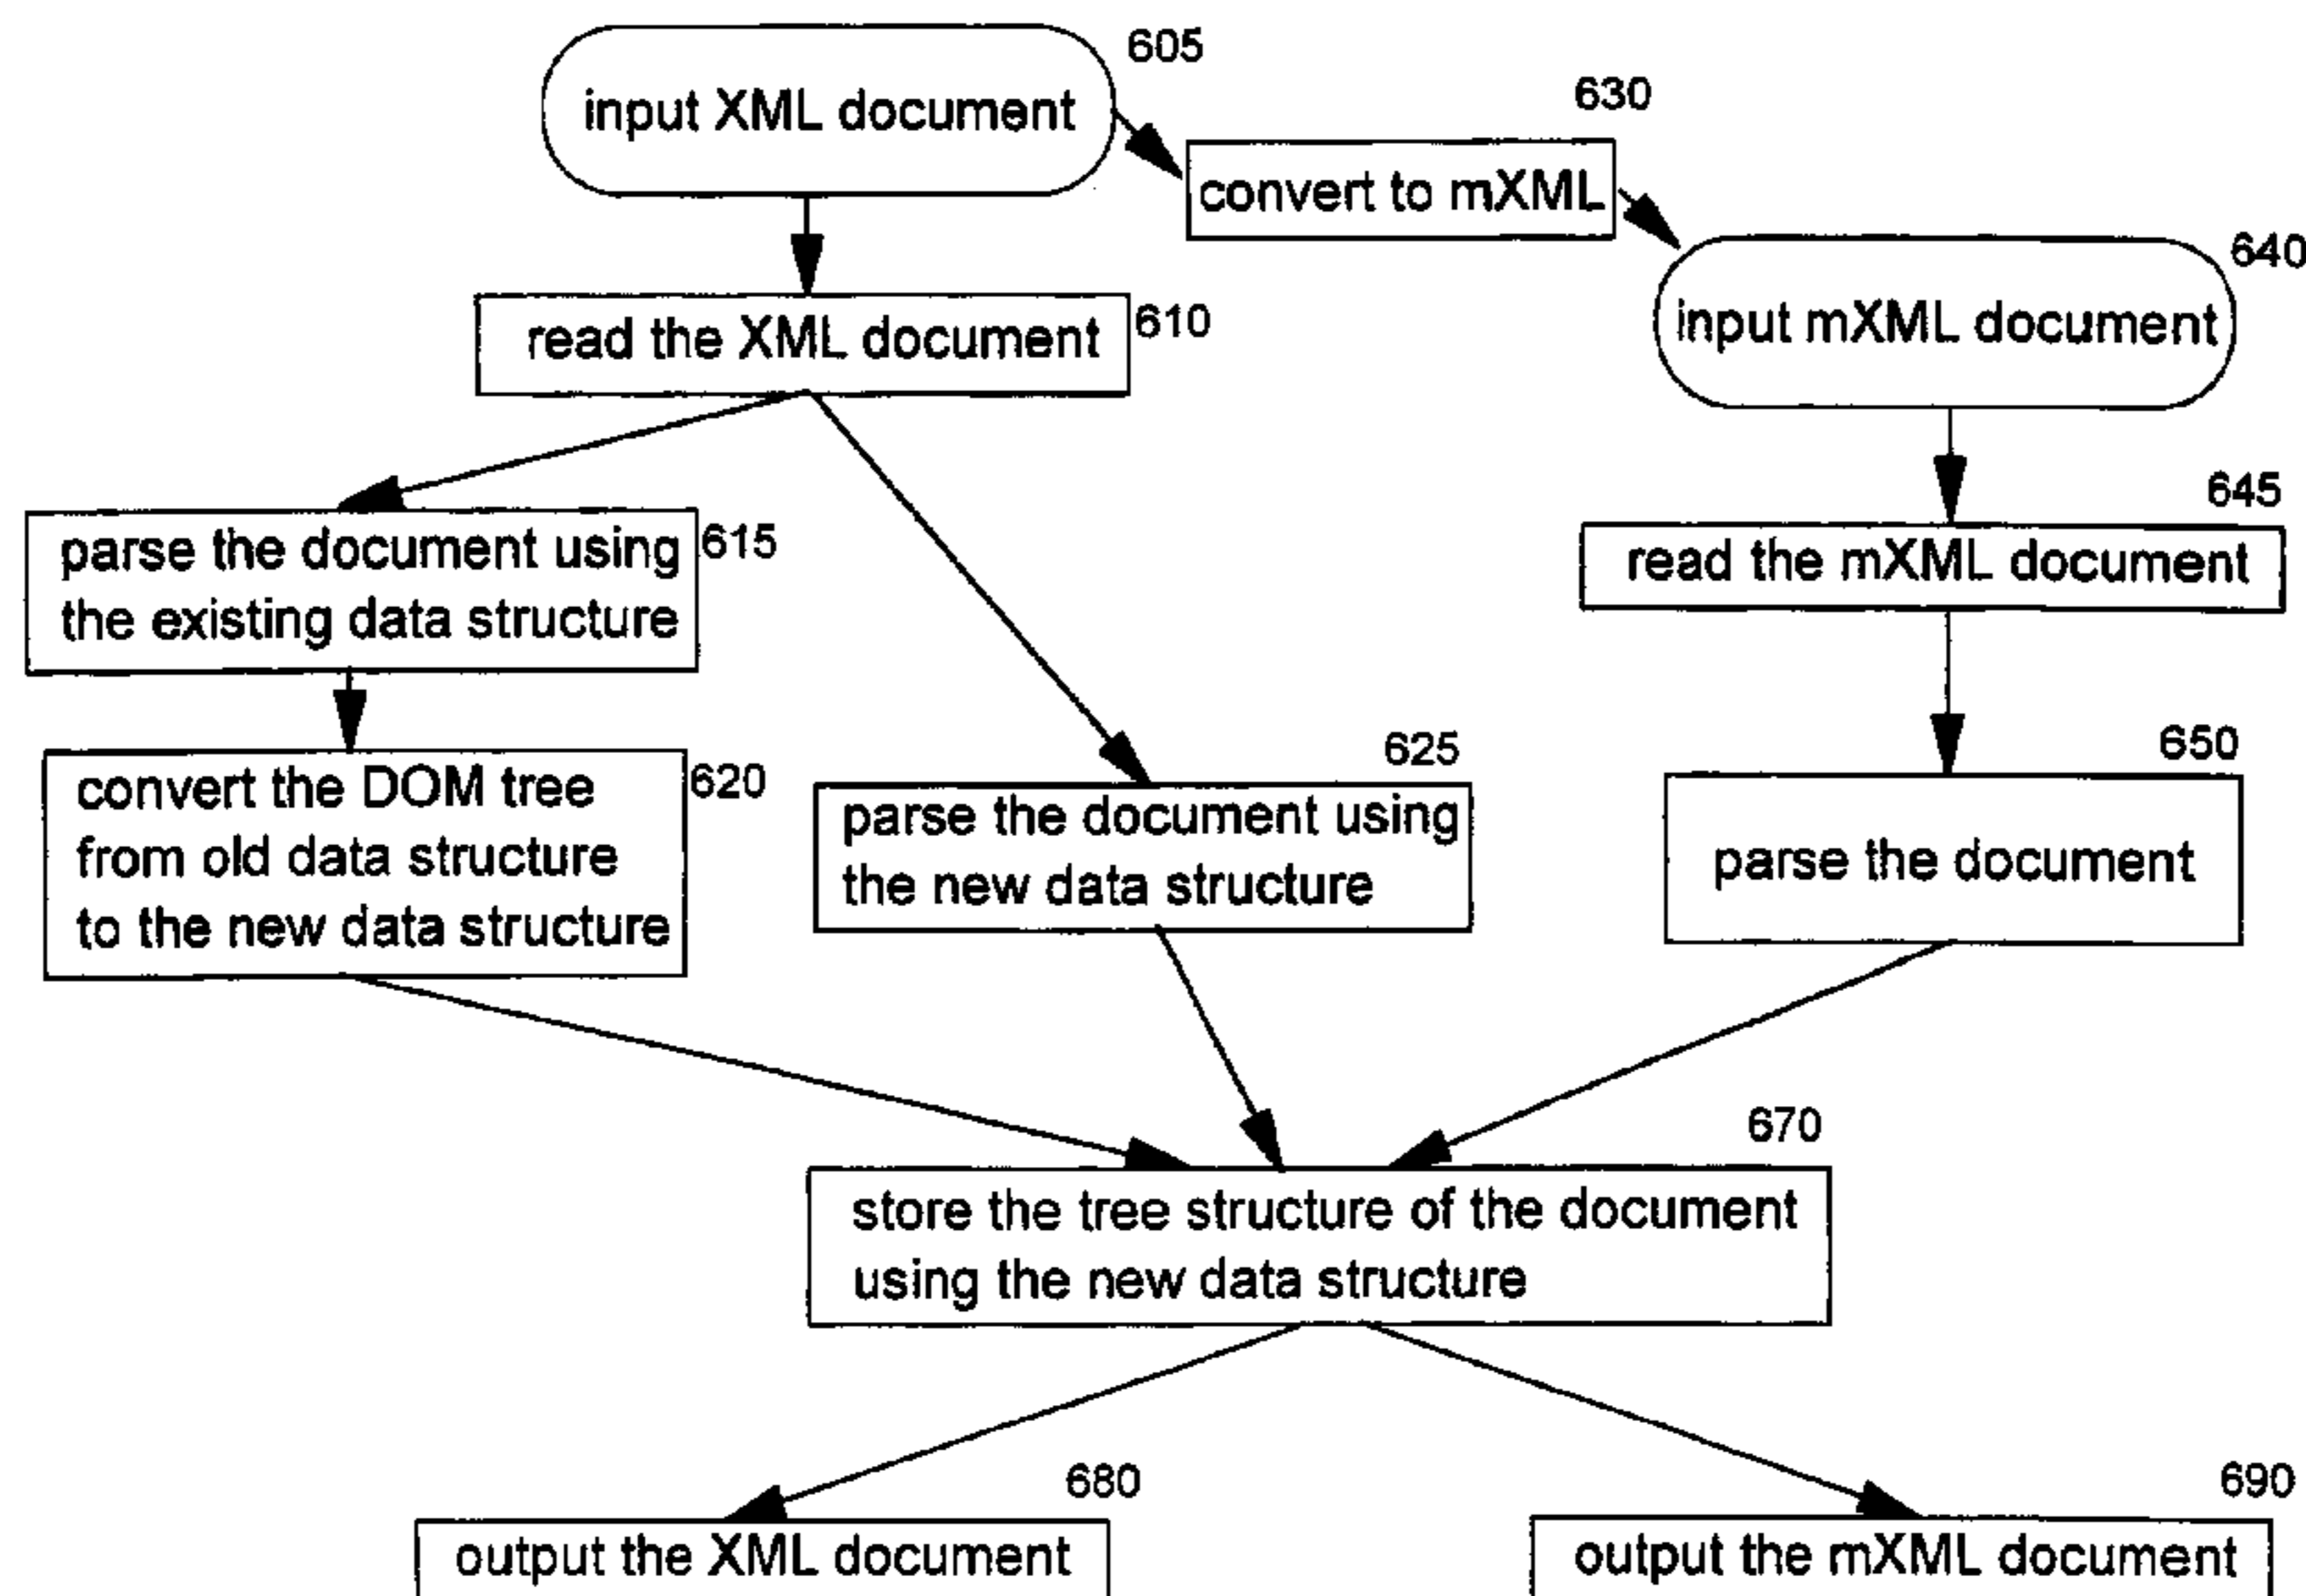 605
input XML document
630
convert to mXML
640
input mXML document
read the XML document
610
645
read the mXML document
parse the document using
the existing data structure
615
convert the DOM tree
from old data structure
to the new data structure
620
625
parse the document using
the new data structure
650
parse the document
670
store the tree structure of the document
using the new data structure
680
output the XML document
690
output the mXML document